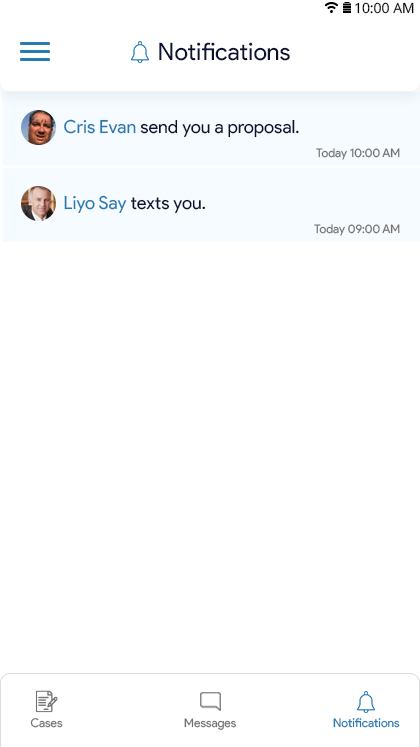 10:00 AM
Notifications
Cris Evan send you a proposal.
Today 10:00 AM
Liyo Say texts you.
Today 09:00 AM
Cases Messages Notifications